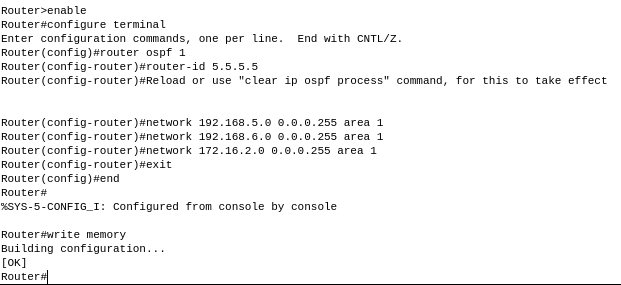 Router>enable
Router#configure terminal
Enter configuration commands, one per line.  End with CNTL/Z.
Router(config)#router ospf 1
Router(config-router)#router-id 5.5.5.5
Router(config-router)#Reload or use "clear ip ospf process" command, for this to take effect
Router(config-router)#network 192.168.5.0 0.0.0.255 area 1
Router(config-router)#network 192.168.6.0 0.0.0.255 area 1
Router(config-router)#network 172.16.2.0 0.0.0.255 area 1
Router(config-router)#exit
Router(config)#end
Router#
%SYS-5-CONFIG_I: Configured from console by console
Router#write memory
Building configuration...
[OK]
Router#